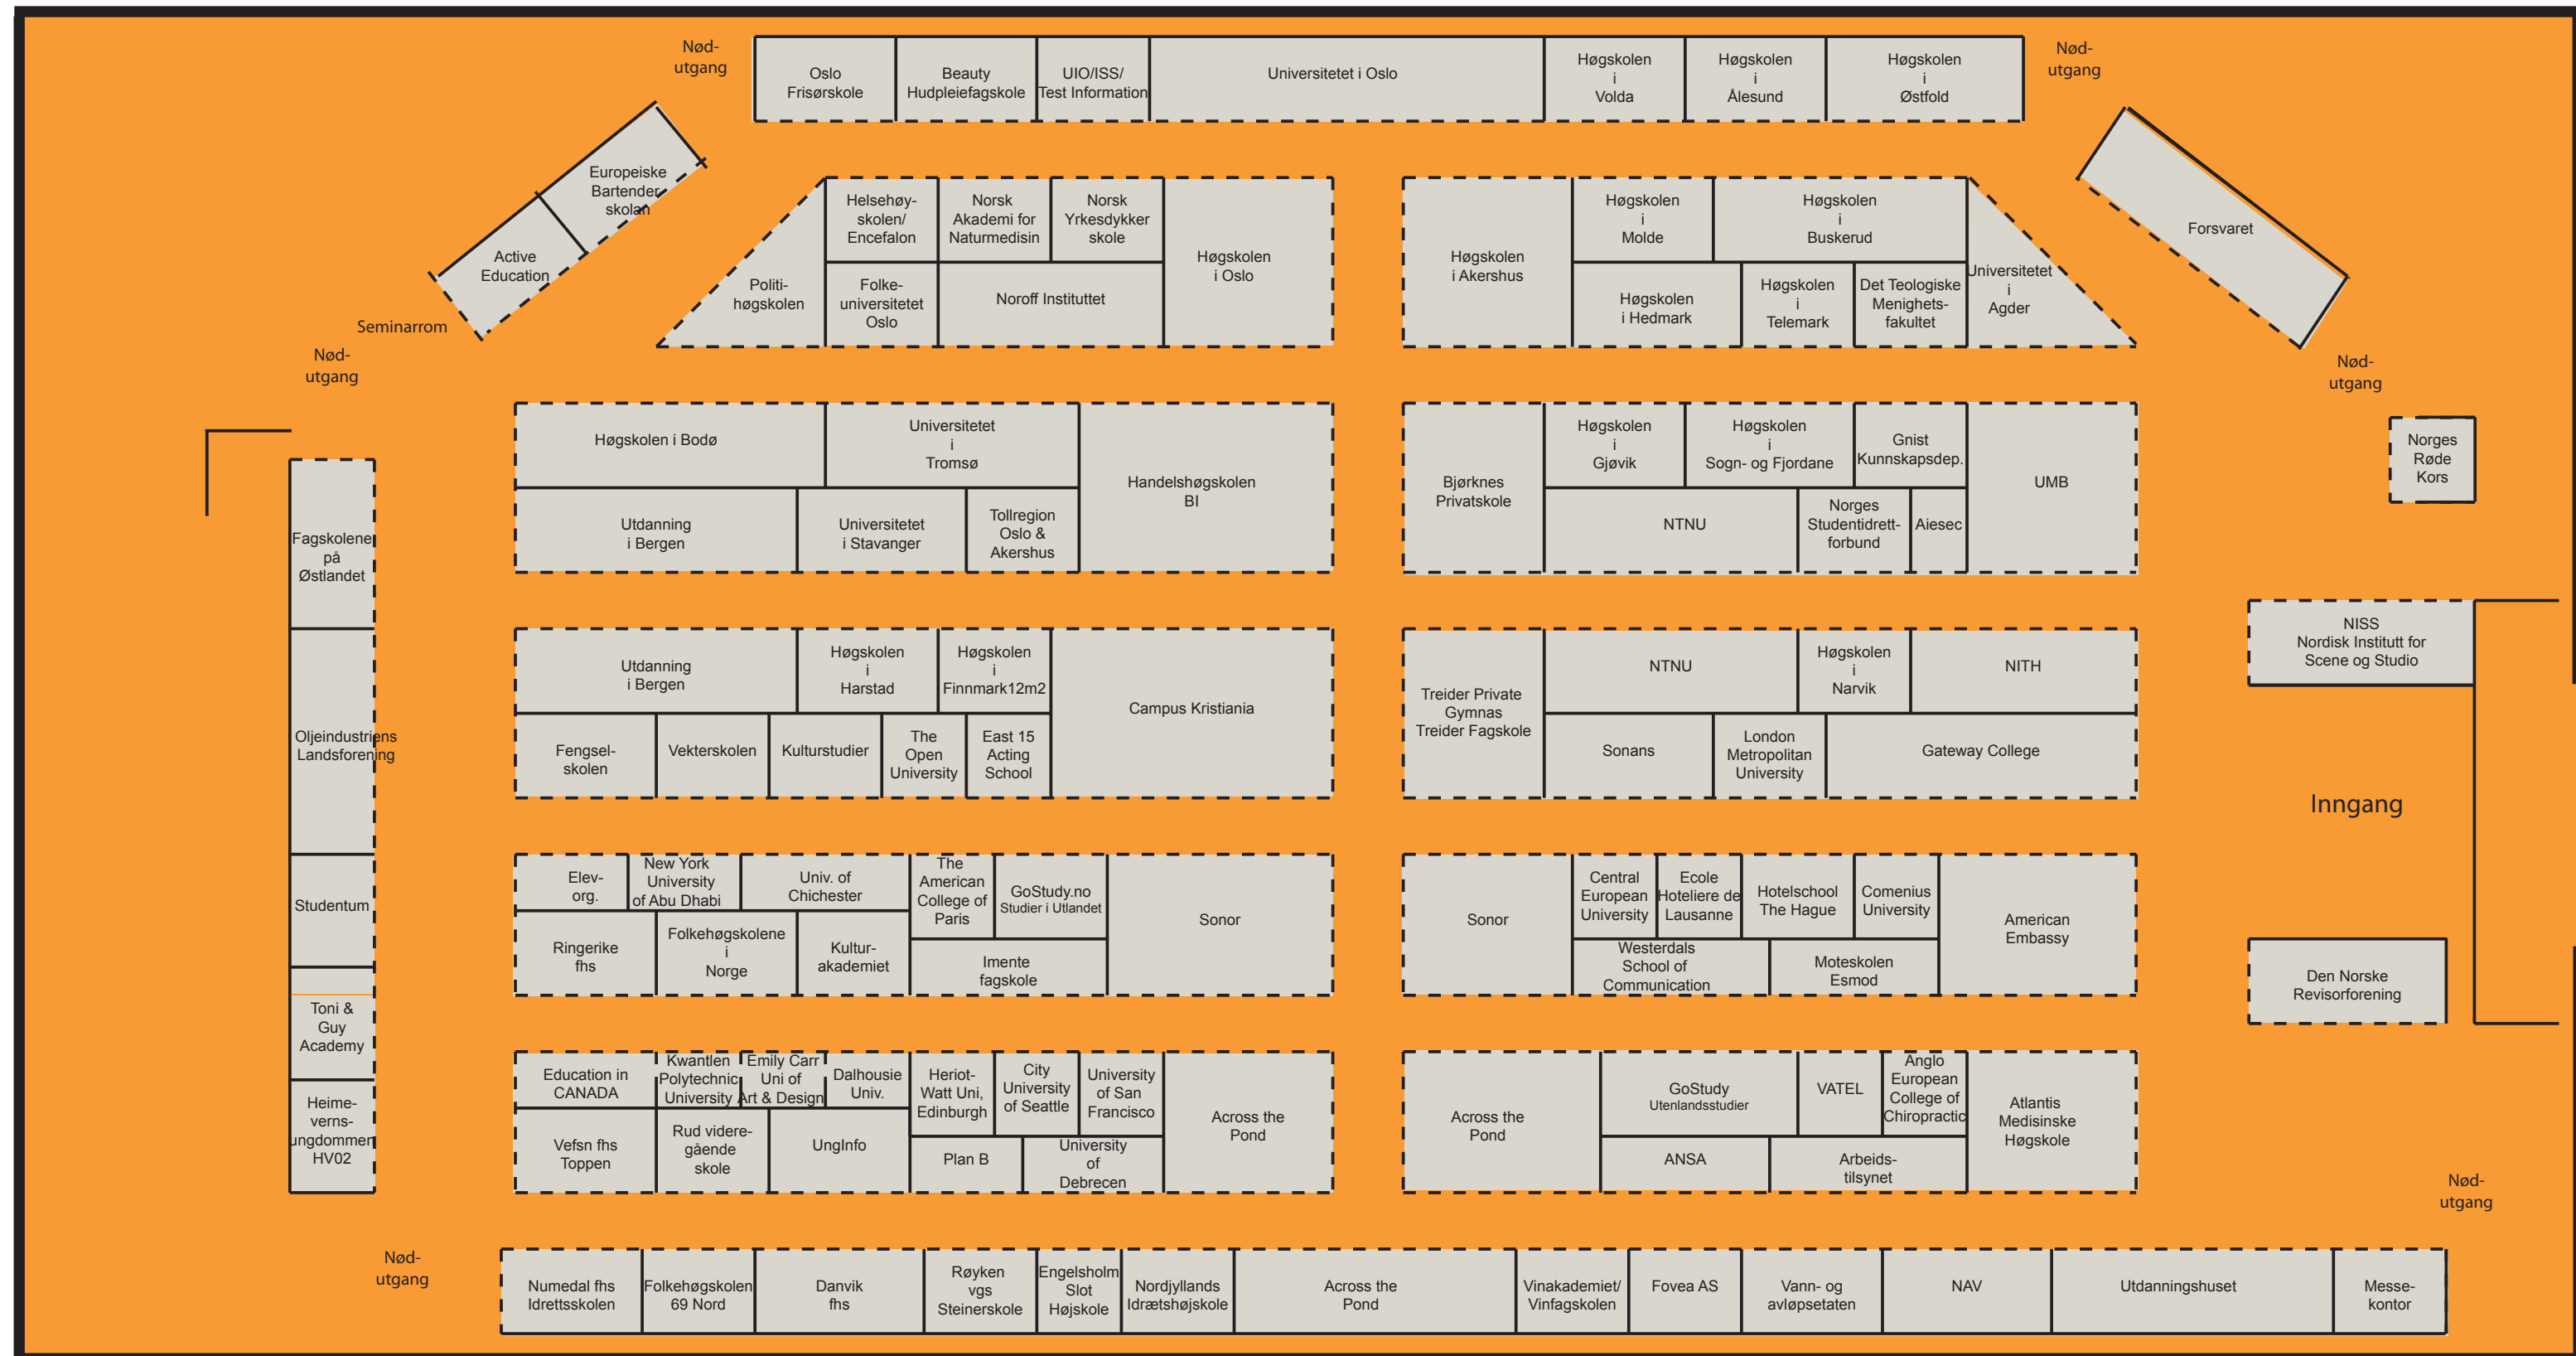 Nød-
utgang
Oslo
Frisørskole
Beauty
Hudpleiefagskole
UIO/ISS/
Test Information
Universitetet i Oslo
Høgskolen
i
Volda
Høgskolen
i
Ålesund
Høgskolen
i
Østfold
Nød-
utgang
Europeiske
Bartender-
skolan
Active
Education
Seminarrom
Nød-
utgang
Politi-
høgskolen
Helsehøy-
skolen/
Encefalon
Norsk
Akademi for
Naturmedisin
Norsk
Yrkesdykker
skole
Folke-
universitetet
Oslo
Noroff Instituttet
Høgskolen
i Oslo
Høgskolen
i Akershus
Høgskolen
i
Molde
Høgskolen
i
Buskerud
Høgskolen
i Hedmark
Høgskolen
i
Telemark
Det Teologiske
Menighets-
fakultet
Universitetet
i
Agder
Forsvaret
Nød-
utgang
Høgskolen i Bodø
Universitetet
i
Tromsø
Utdanning
i Bergen
Universitetet
i Stavanger
Tollregion
Oslo &
Akershus
Handelshøgskolen
BI
Bjørknes
Privatskole
Høgskolen
i
Gjøvik
Høgskolen
i
Sogn- og Fjordane
Gnist
Kunnskapsdep.
NTNU
Norges
Studentidrett-
forbund
Aiesec
UMB
Norges
Røde
Kors
Fagskolene
på
Østlandet
Oljeindustriens
Landsforening
Studentum
Toni &
Guy
Academy
Heime-
verns-
ungdommen
HV02
Utdanning
i Bergen
Høgskolen
i
Harstad
Høgskolen
i
Finnmark12m2
Fengsel-
skolen
Vekterskolen
Kulturstudier
The
Open
University
East 15
Acting
School
Campus Kristiania
Treider Private
Gymnas
Treider Fagskole
NTNU
Høgskolen
i
Narvik
NITH
Sonans
London
Metropolitan
University
Gateway College
NISS
Nordisk Institutt for
Scene og Studio
Inngang
Elev-
org.
New York
University
of Abu Dhabi
Univ. of
Chichester
The
American
College of
Paris
GoStudy.no
Studier i Utlandet
Ringerike
fhs
Folkehøgskolene
i
Norge
Kultur-
akademiet
Imente
fagskole
Sonor
Sonor
Central
European
University
Ecole
Hoteliere de
Lausanne
Hotelschool
The Hague
Comenius
University
Westerdals
School of
Communication
Moteskolen
Esmod
American
Embassy
Den Norske
Revisorforening
Education in
CANADA
Kwantlen
Polytechnic
University
Emily Carr
Uni of
Art & Design
Dalhousie
Univ.
Heriot-
Watt Uni,
Edinburgh
City
University
of Seattle
University
of San
Francisco
Vefsn fhs
Toppen
Rud videre-
gående
skole
UngInfo
Plan B
University
of
Debrecen
Across the
Pond
Across the
Pond
GoStudy
Utenlandsstudier
VATEL
Anglo
European
College of
Chiropractic
ANSA
Arbeids-
tilsynet
Atlantis
Medisinske
Høgskole
Nød-
utgang
Nød-
utgang
Numedal fhs
Idrettsskolen
Folkehøgskolen
69 Nord
Danvik
fhs
Røyken
vgs
Steinerskole
Engelsholm
Slot
Højskole
Nordjyllands
Idrætshøjskole
Across the
Pond
Vinakademiet/
Vinfagskolen
Fovea AS
Vann- og
avløpsetaten
NAV
Utdanningshuset
Messe-
kontor